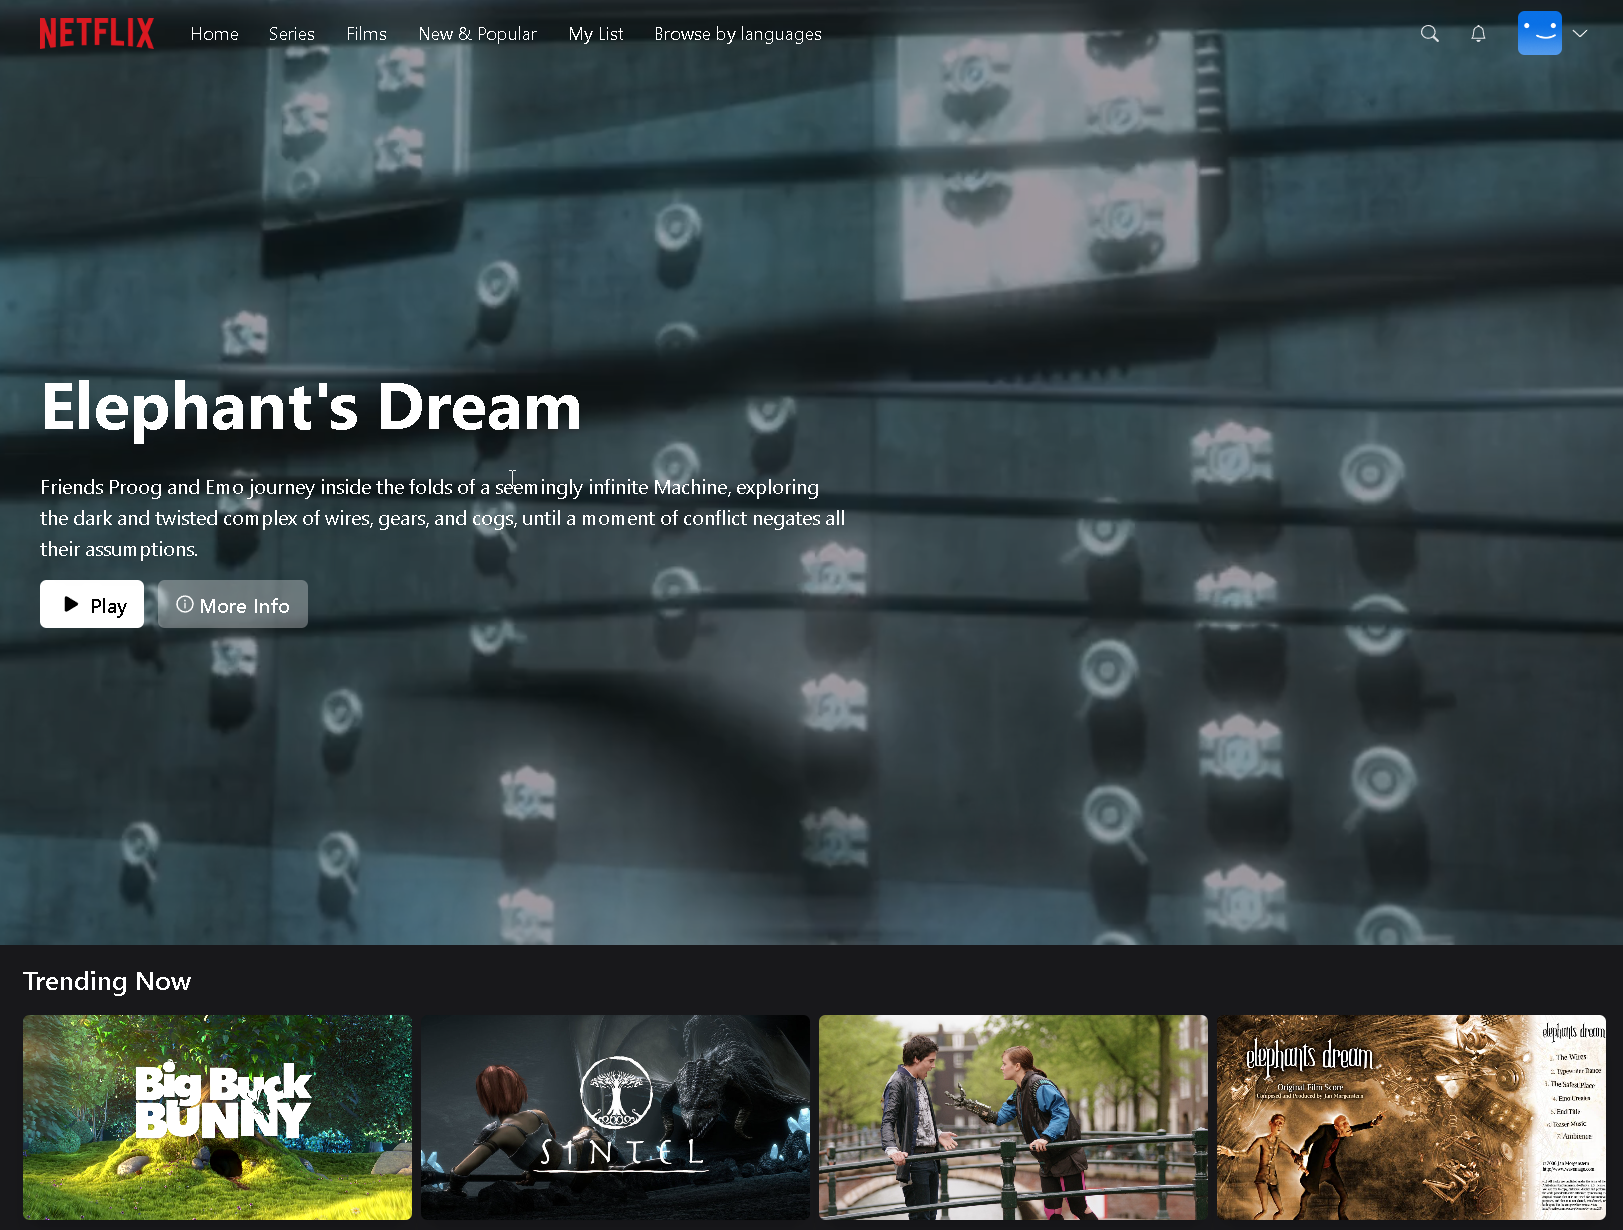 NETFLIX
Home
Series
Films
New & Popular
My List
Browse by languages
Elephant's Dream
Friends Proog and Emo journey inside the folds of a seemingly infinite Machine, exploring
the dark and twisted complex of wires, gears, and cogs, until a moment of conflict negates all
their assumptions.
Play
More Info
Trending Now
Big Buck
BUNNY
SINTEL
elephants dream
Original Film Score
Composed and Produced by Jan Morgenstern
elephants dream
1. The Wires
2. Typewriter Dance
3. The Safest Place
4. Emo Creates
5. End Title
6. Teaser Music
7. Ambience
© 2006 Jan Morgenstern